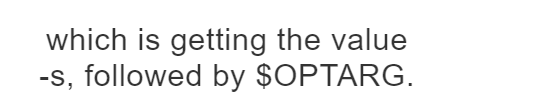 which is getting the value
-s, followed by $OPTARG.